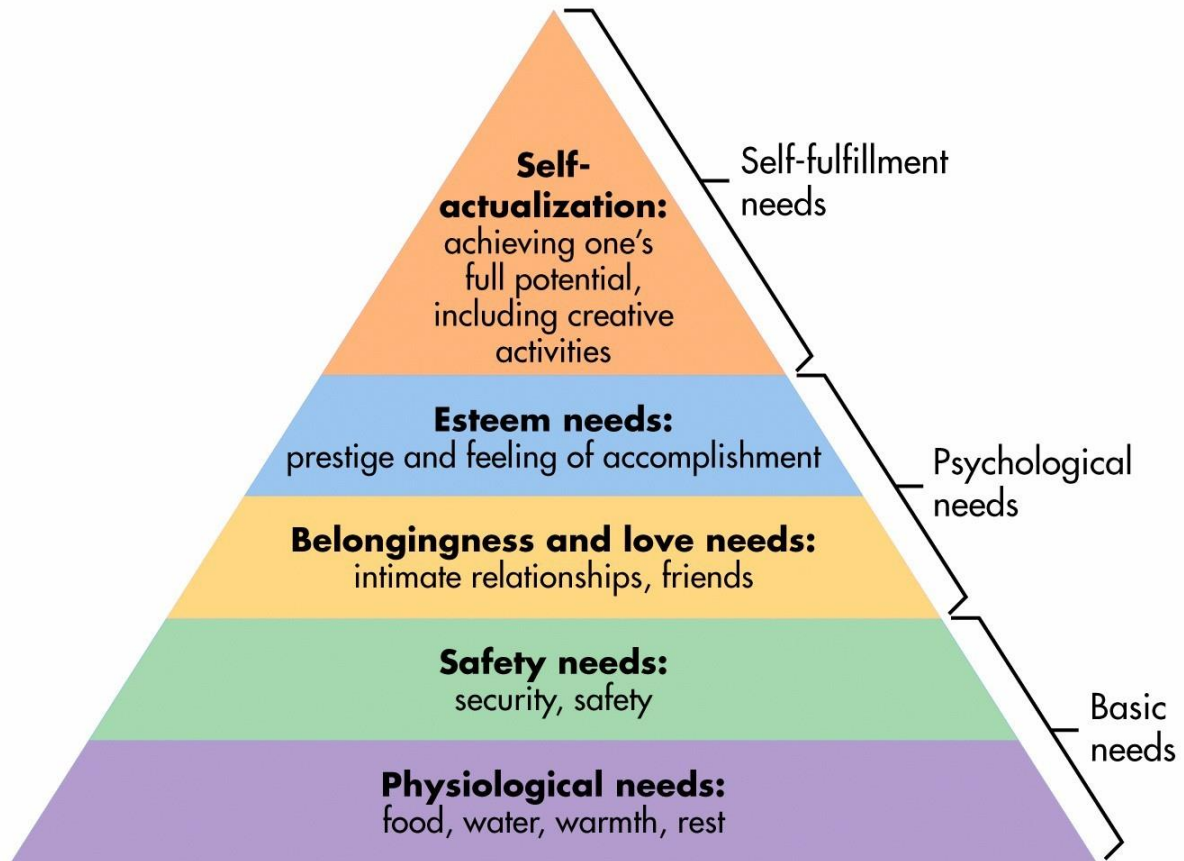 Self-
actualization:
achieving one's
full potential,
including creative
activities
Self-fulfillment
needs
Esteem needs:
prestige and feeling of accomplishment
Psychological
needs
Belongingness and love needs:
intimate relationships, friends
Safety needs:
security, safety
Basic
needs
Physiological needs:
food, water, warmth, rest